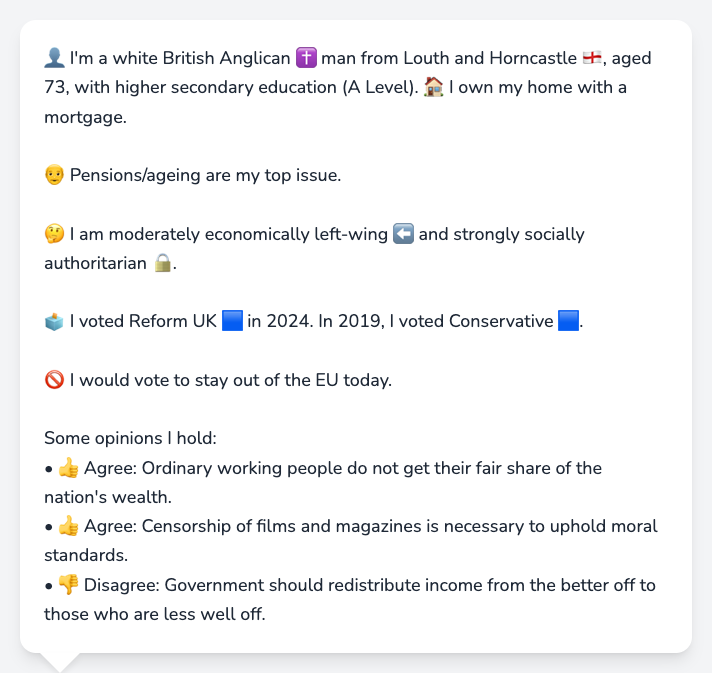 👤 I'm a white British Anglican ✝️ man from Louth and Horncastle 🏴󠁧󠁢󠁥󠁮󠁧󠁿, aged
73, with higher secondary education (A Level). 🏠 I own my home with a
mortgage.
👴 Pensions/ageing are my top issue.
🤔 I am moderately economically left-wing ⬅️ and strongly socially
authoritarian 🔒.
🗳️ I voted Reform UK 🟦 in 2024. In 2019, I voted Conservative 🟦.
🚫 I would vote to stay out of the EU today.
Some opinions I hold:
• 👍 Agree: Ordinary working people do not get their fair share of the
nation's wealth.
• 👍 Agree: Censorship of films and magazines is necessary to uphold moral
standards.
• 👎 Disagree: Government should redistribute income from the better off to
those who are less well off.